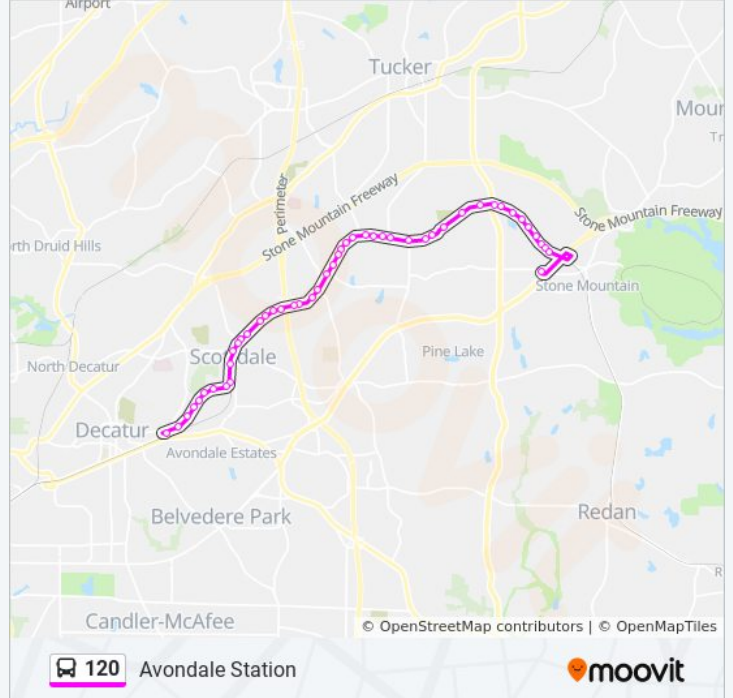 Airport
Tucker
Mour
Tr
Perimeter
Stone Mountain Freeway
Stone Mountain Freeway
rth Druid Hills
Stone Mountain
Pine Lake
Scottdale
North Decatur
Decatur
Avondale Estates
Belvedere Park
Redan
R
Candler-McAfee
© OpenStreetMap contributors | © OpenMapTiles
120 Avondale Station
moovit